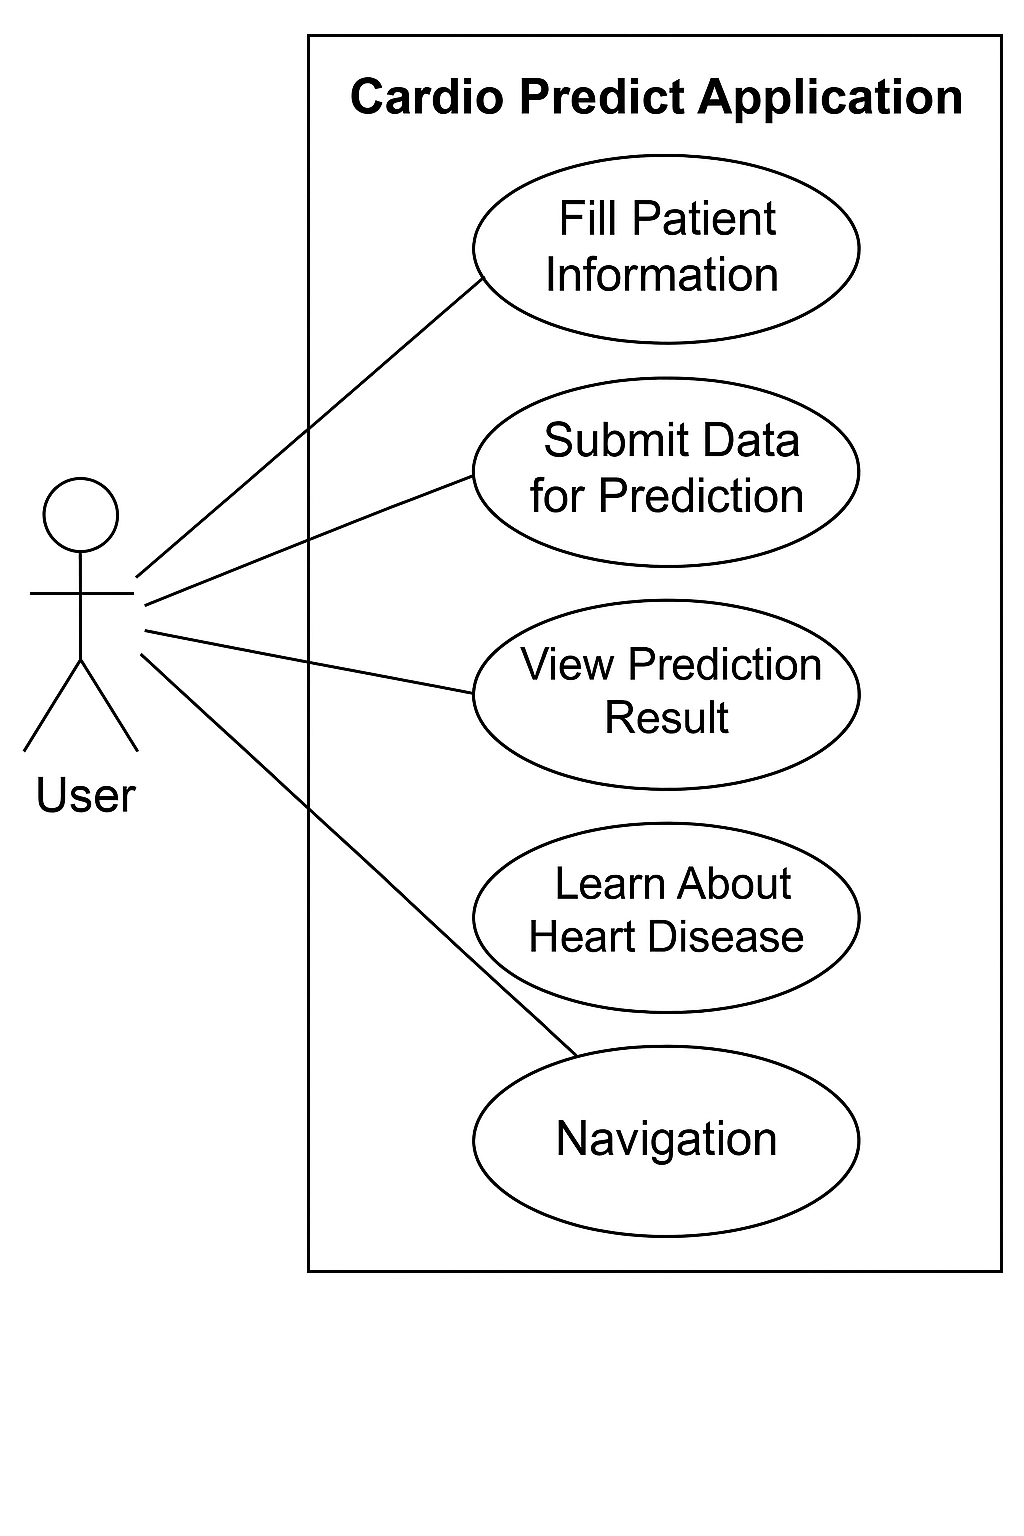 Cardio Predict Application
Fill Patient
Information
Submit Data
for Prediction
View Prediction
Result
Learn About
Heart Disease
Navigation
User